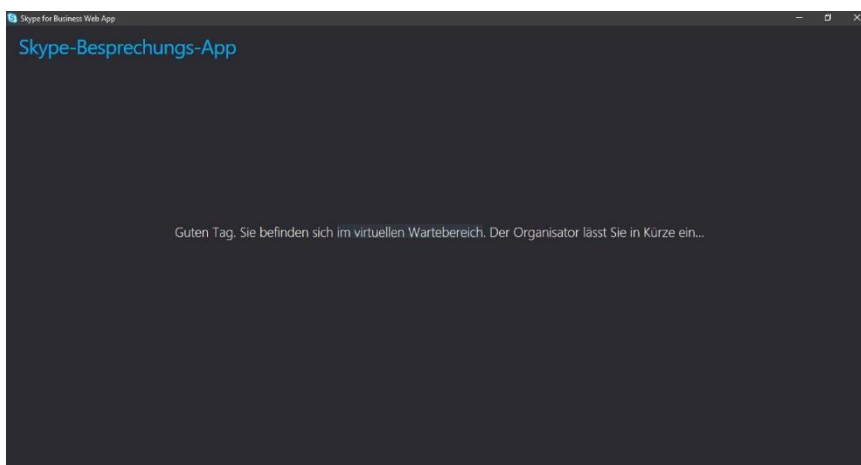 Skype for Business Web App
Skype-Besprechungs-App
Guten Tag. Sie befinden sich im virtuellen Wartebereich. Der Organisator lässt Sie in Kürze ein...